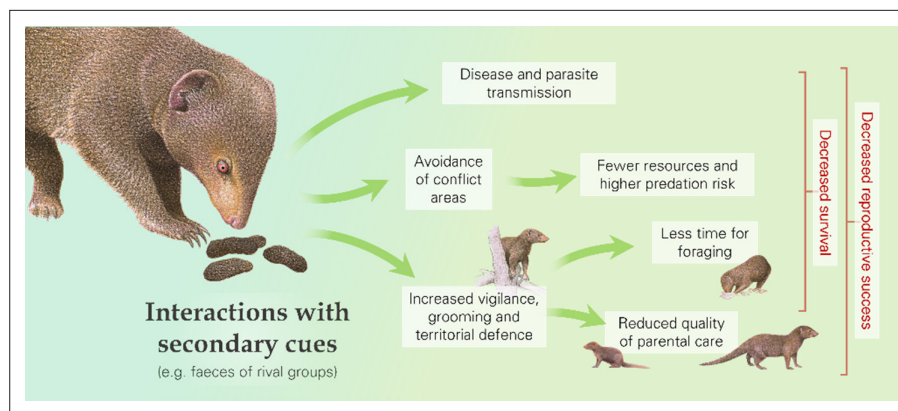 Disease and parasite
transmission
Avoidance
of conflict
areas
Fewer resources and
higher predation risk
Less time for
foraging
Increased vigilance,
grooming and
territorial defence
Reduced quality
of parental care
Interactions with
secondary cues
(e.g. faeces of rival groups)
Decreased survival
Decreased reproductive success